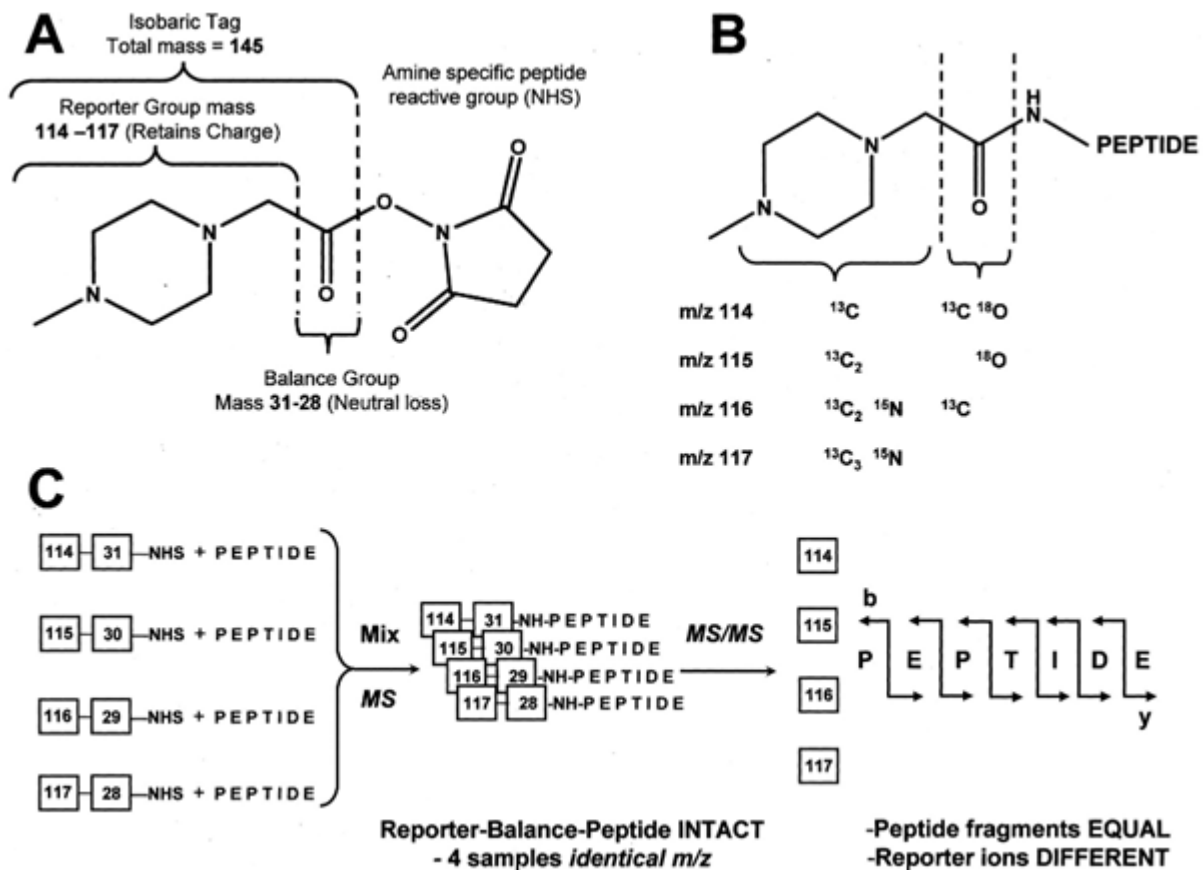 A
Isobaric Tag
Total mass = 145
Reporter Group mass
114 –117 (Retains Charge)
Amine specific peptide
reactive group (NHS)
N
N
O
O
N
O
O
Balance Group
Mass 31-28 (Neutral loss)
B
N
N
O
H
N
PEPTIDE
m/z 114 ¹³C ¹³C ¹⁸O
m/z 115 ¹³C₂ ¹⁸O
m/z 116 ¹³C₂ ¹⁵N ¹³C
m/z 117 ¹³C₃ ¹⁵N
C
114 31 NHS + PEPTIDE
115 30 NHS + PEPTIDE
116 29 NHS + PEPTIDE
117 28 NHS + PEPTIDE
Mix
MS
114 31 -NH-PEPTIDE
115 30 -NH-PEPTIDE
116 29 -NH-PEPTIDE
117 28 -NH-PEPTIDE
MS/MS
114
115
116
117
b
P E P T I D E
y
Reporter-Balance-Peptide INTACT
- 4 samples identical m/z
-Peptide fragments EQUAL
-Reporter ions DIFFERENT